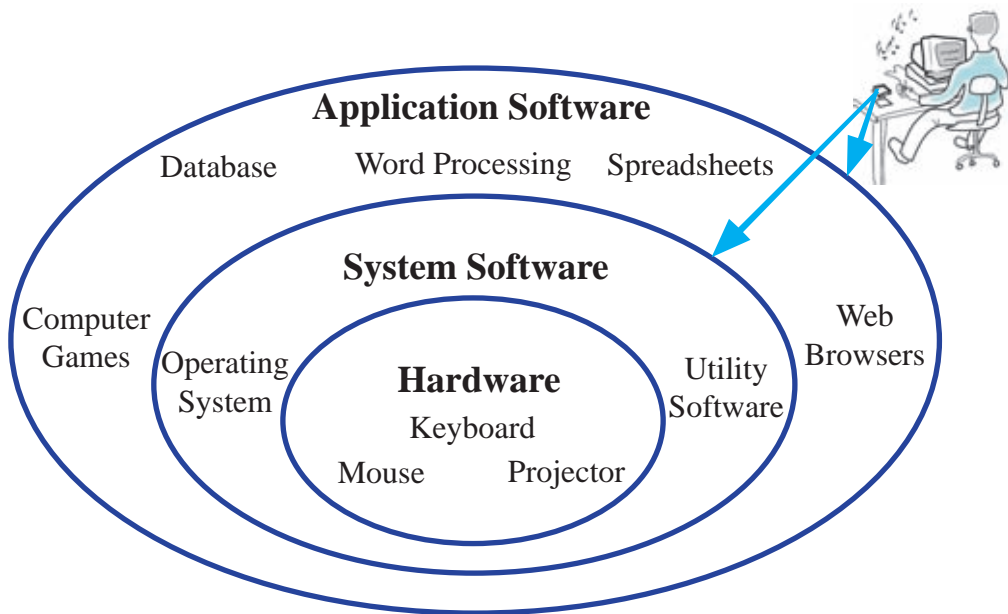 Application Software
Database
Word Processing
Spreadsheets
System Software
Computer
Games
Operating
System
Hardware
Keyboard
Mouse
Projector
Utility
Software
Web
Browsers